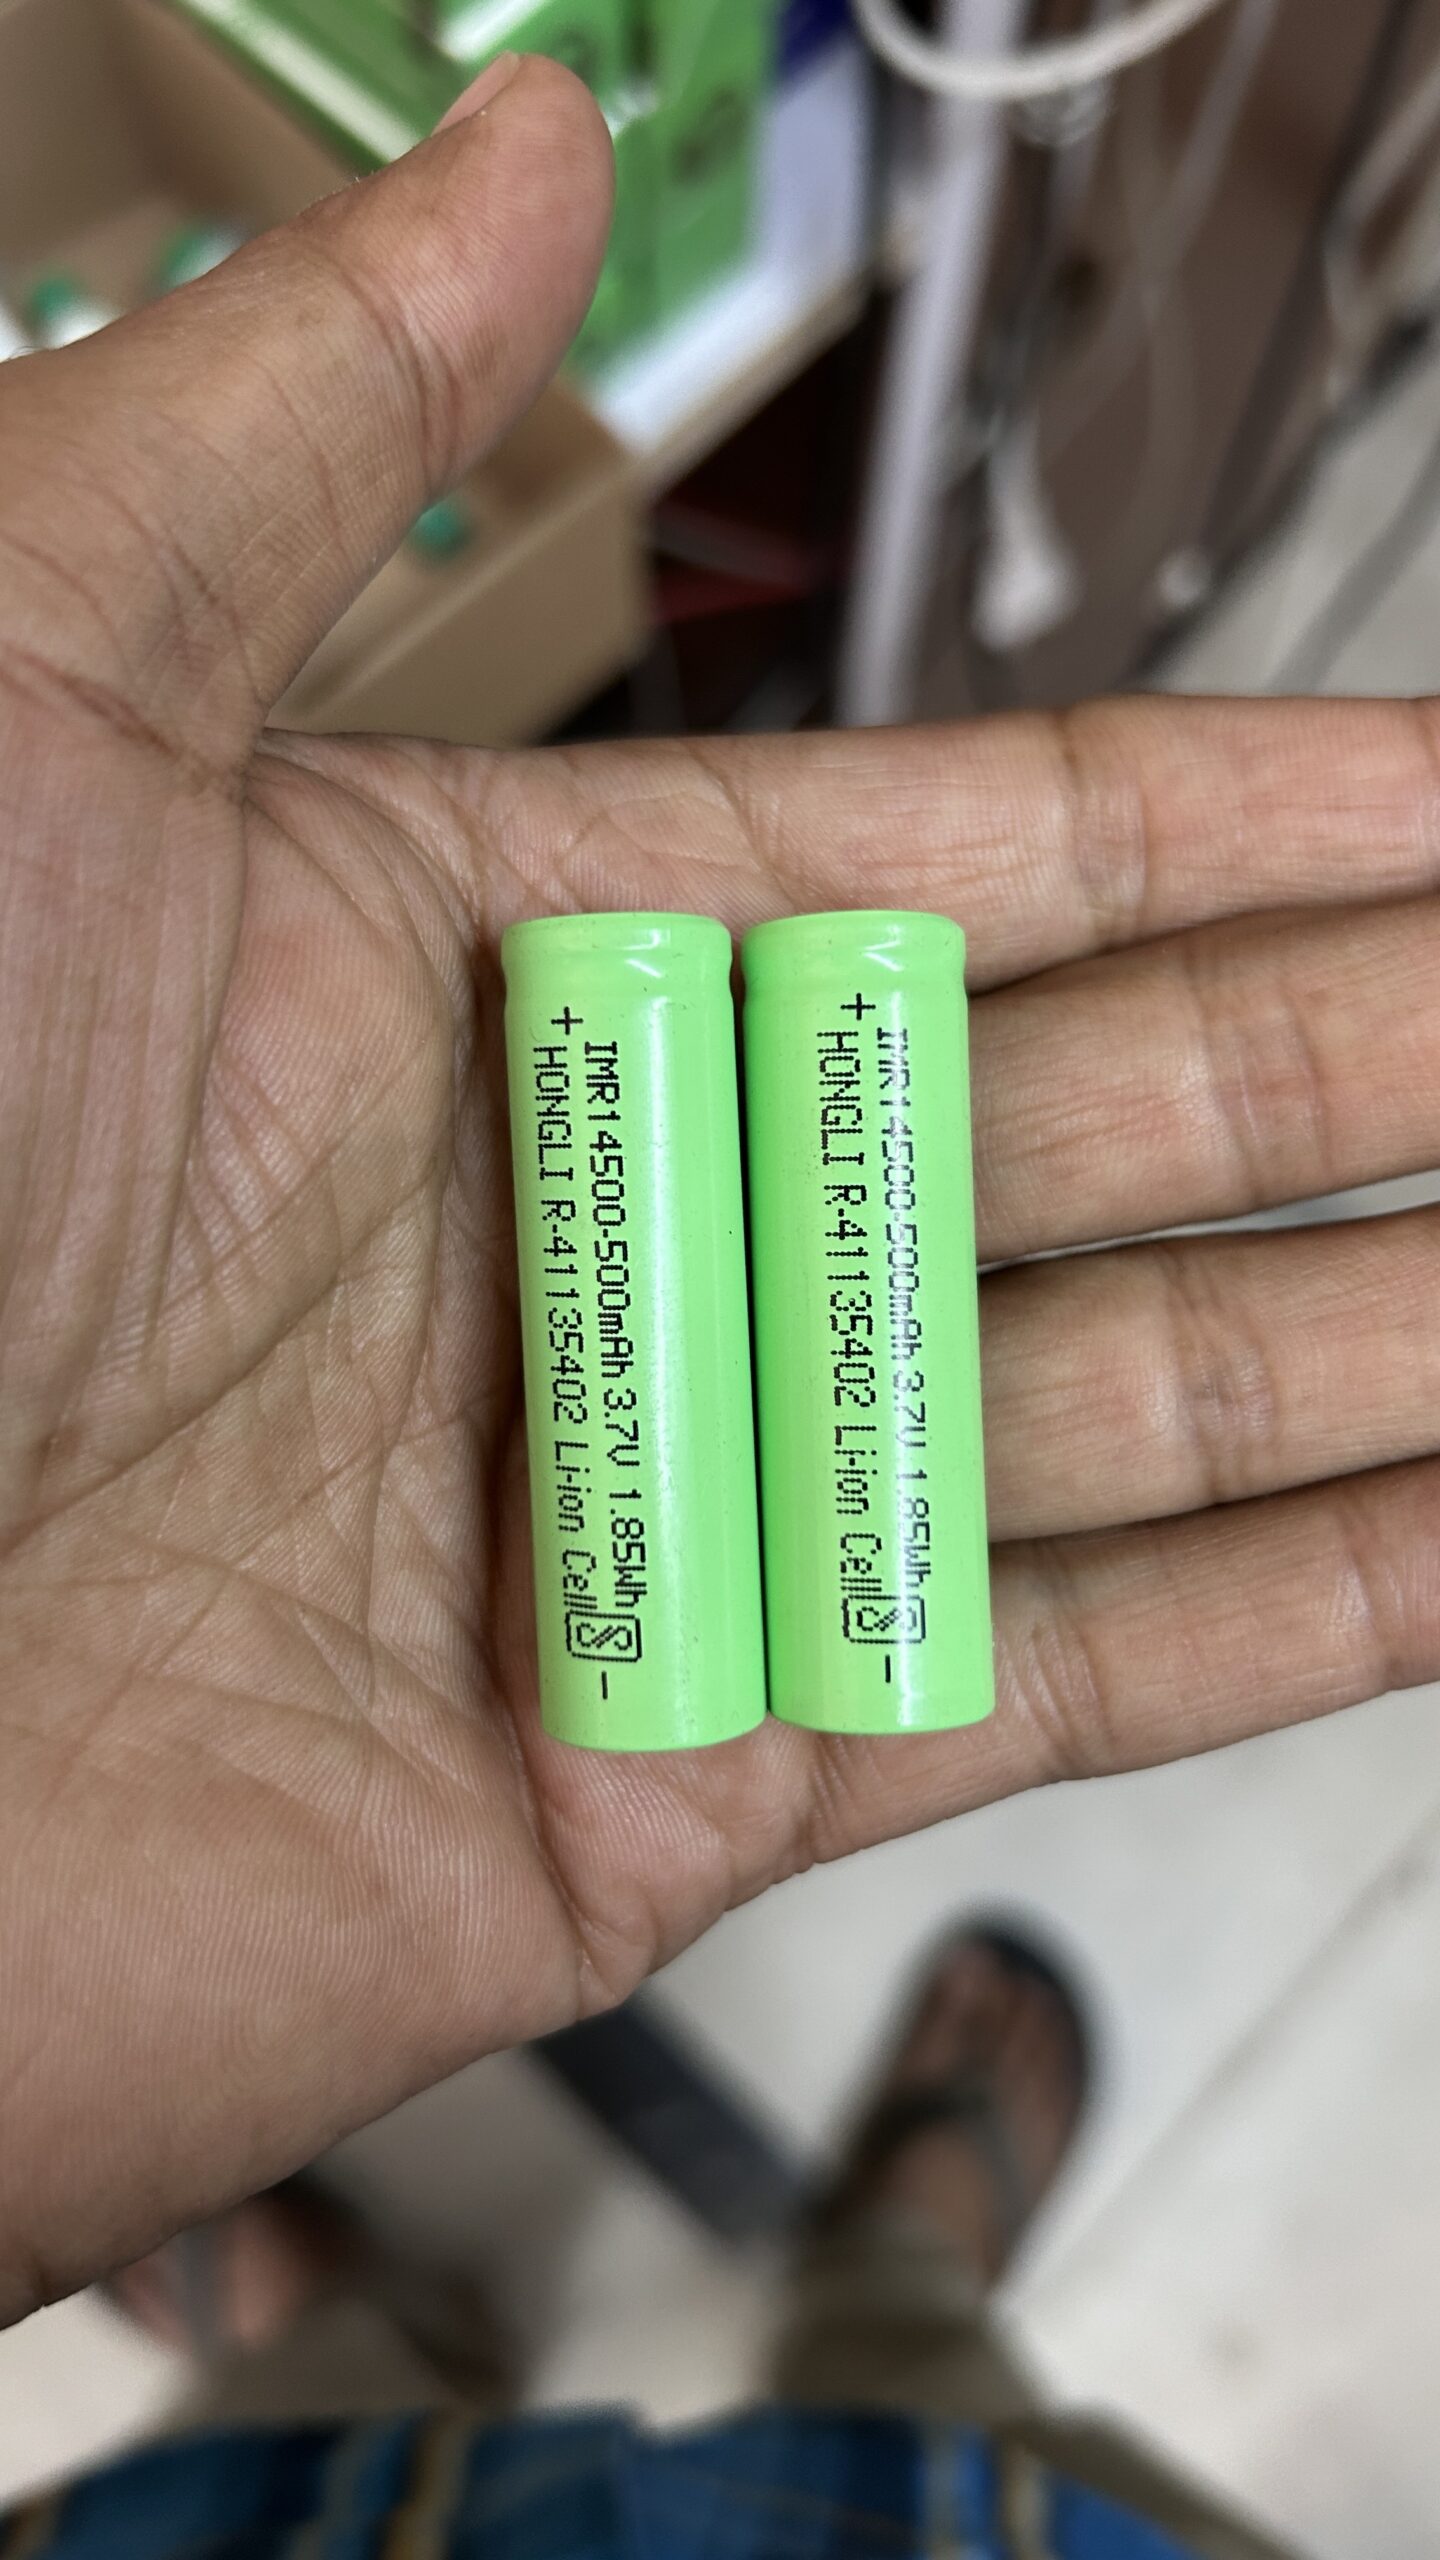 + IMR14500-500mAh 3.7V 1.85Wh
HONGLI R-41135402 Li-ion Cell -
+ IMR14500-500mAh 3.7V 1.85Wh
HONGLI R-41135402 Li-ion Cell -